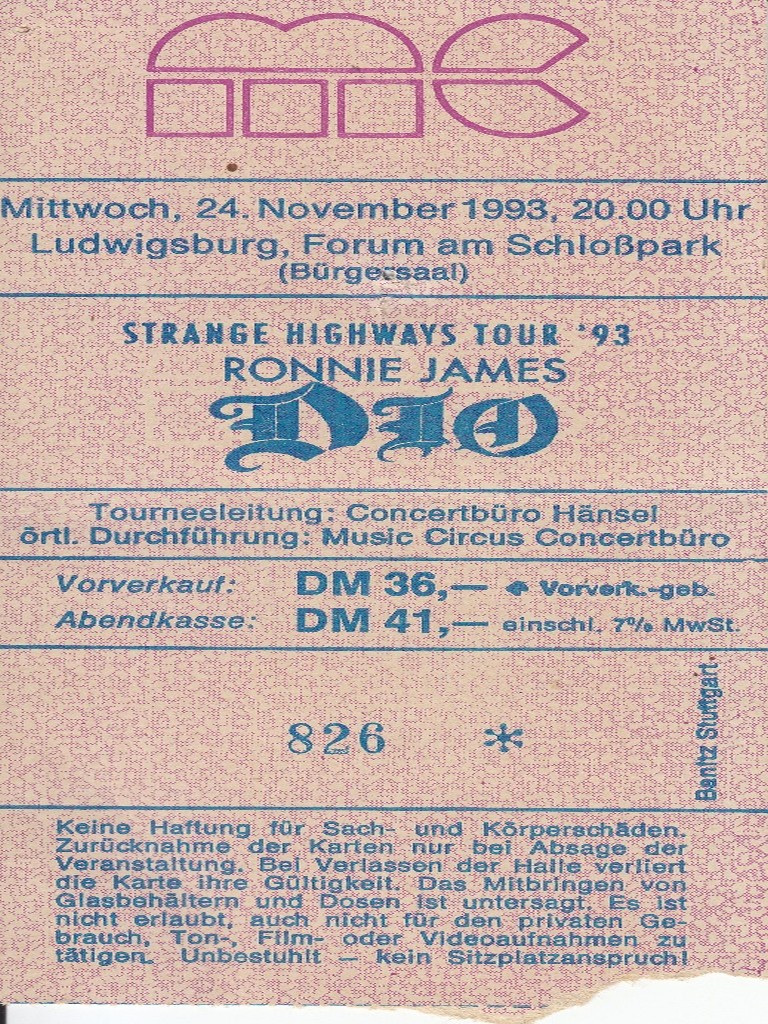 mc
Mittwoch, 24. November 1993, 20.00 Uhr
Ludwigsburg, Forum am Schloßpark
(Bürgersaal)
STRANGE HIGHWAYS TOUR '93
RONNIE JAMES
DIO
Tourneeleitung: Concertbüro Hänsel
örtl. Durchführung: Music Circus Concertbüro
Vorverkauf: DM 36,— + Vorverk.-geb.
Abendkasse: DM 41,— einschl. 7% MwSt.
826 *
Benitz Stuttgart
Keine Haftung für Sach- und Körperschäden.
Zurücknahme der Karten nur bei Absage der
Veranstaltung. Bei Verlassen der Halle verliert
die Karte ihre Gültigkeit. Das Mitbringen von
Glasbehältern und Dosen ist untersagt. Es ist
nicht erlaubt, auch nicht für den privaten Ge-
brauch, Ton-, Film- oder Videoaufnahmen zu
tätigen. Unbestuhlt — kein Sitzplatzanspruch!